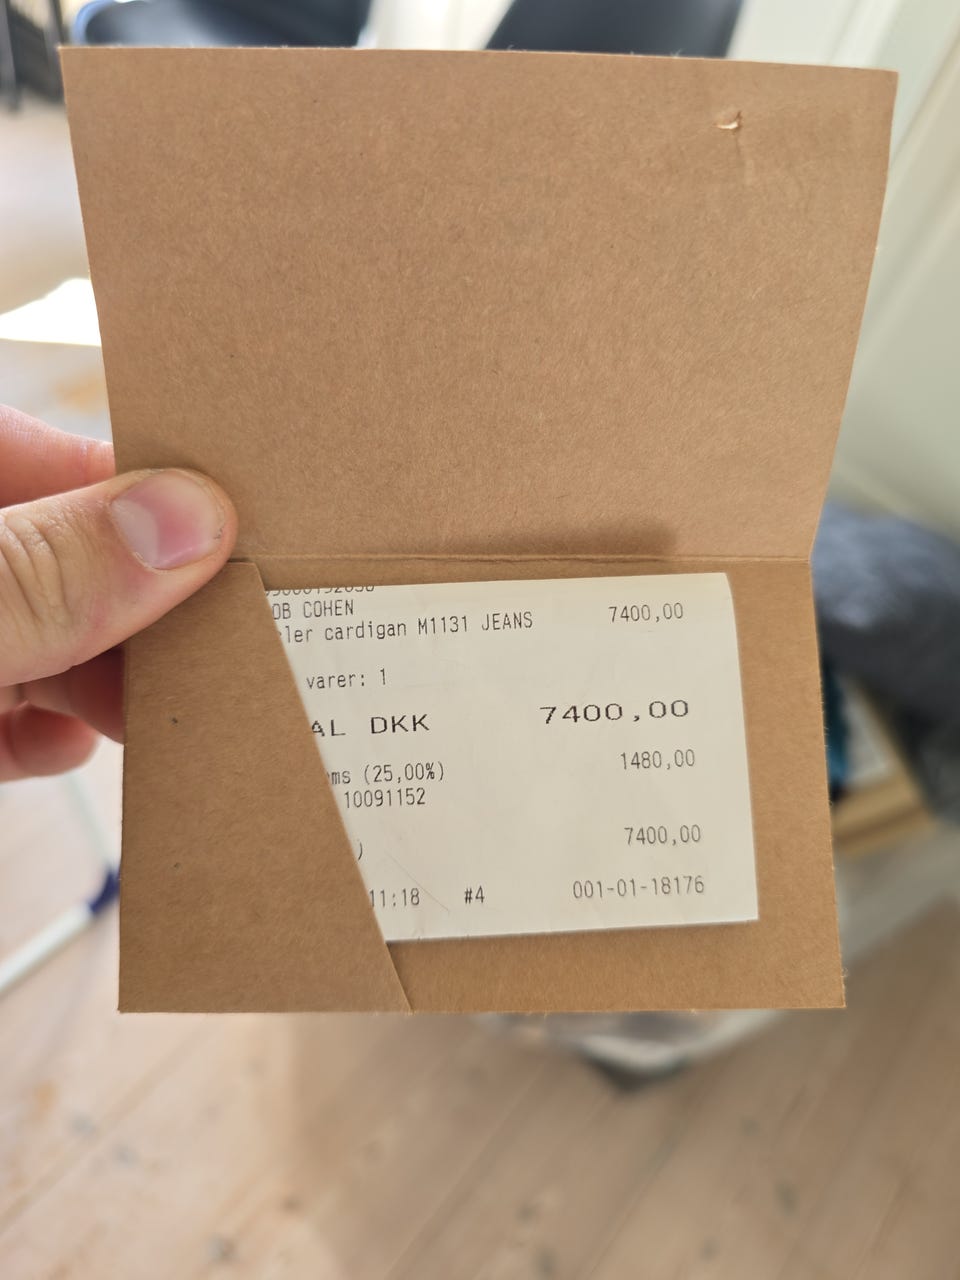 OB COHEN 7400,00
ler cardigan M1131 JEANS
varer: 1
AL DKK 7400,00
ms (25,00%) 1480,00
10091152
) 7400,00
11:18 #4 001-01-18176